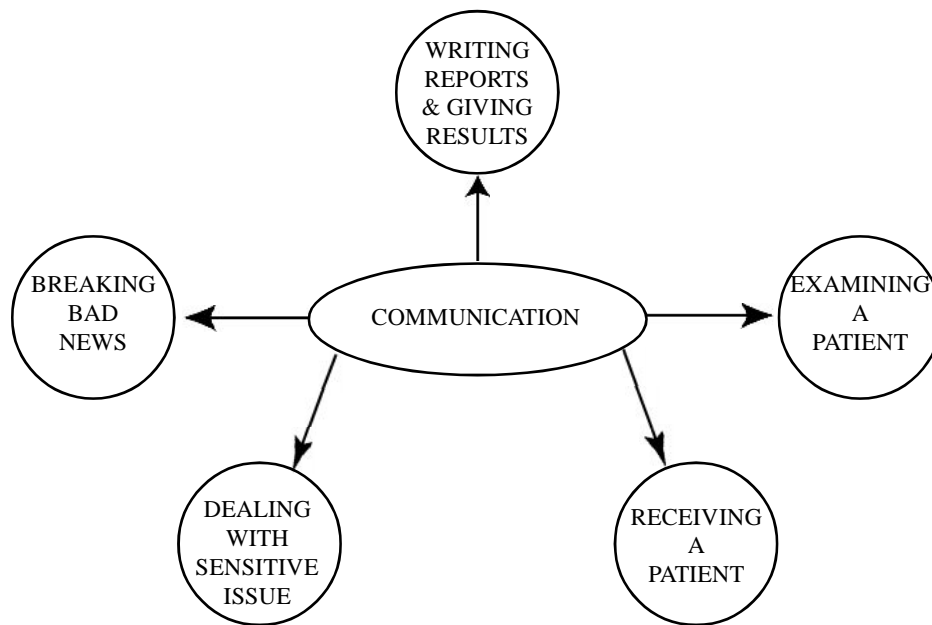 WRITING
REPORTS
& GIVING
RESULTS
BREAKING
BAD
NEWS
COMMUNICATION
EXAMINING
A
PATIENT
DEALING
WITH
SENSITIVE
ISSUE
RECEIVING
A
PATIENT